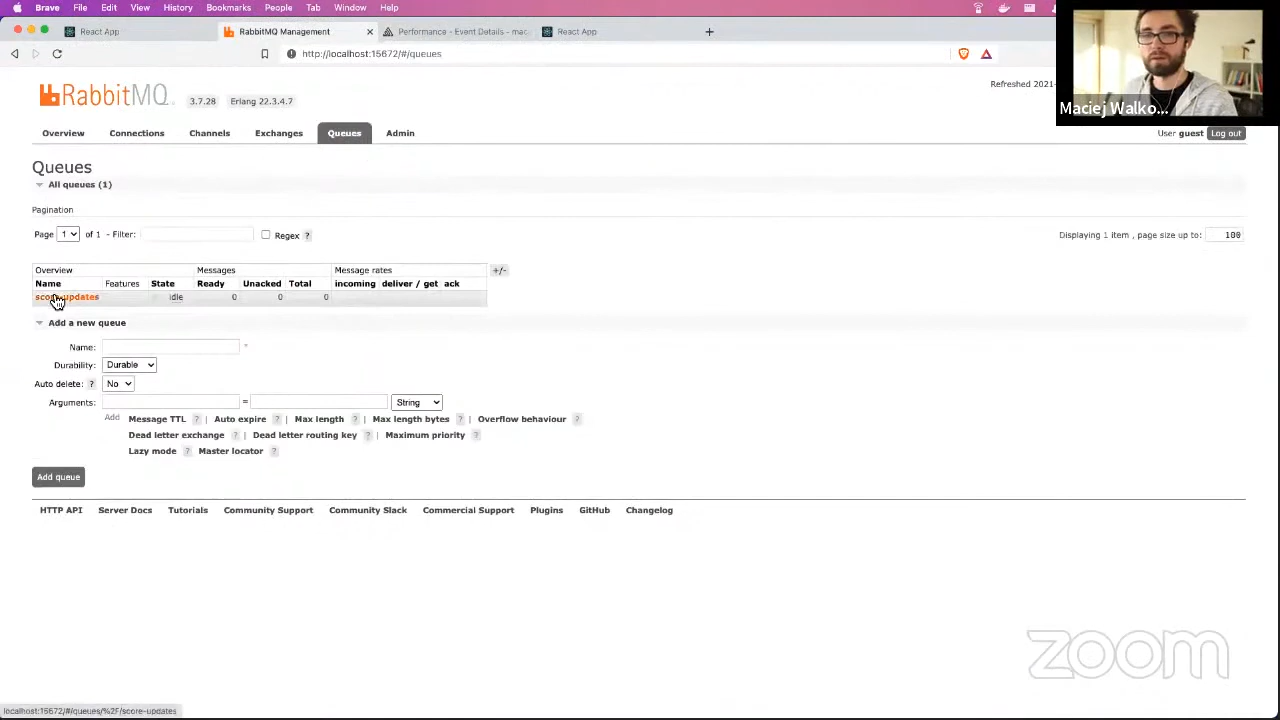 Brave File Edit View History Bookmarks People Tab Window Help
React App RabbitMQ Management Performance - Event Details - mac... React App
http://localhost:15672/#/queues
RabbitMQ 3.7.28 Erlang 22.3.4.7
Refreshed 2021-
Maciej Walko...
Overview Connections Channels Exchanges Queues Admin
User guest Log out
Queues
All queues (1)
Pagination
Page 1 of 1 - Filter: Regex ?
Displaying 1 item , page size up to: 100
Overview Messages Message rates +/-
Name Features State Ready Unacked Total incoming deliver / get ack
score-updates idle 0 0 0
Add a new queue
Name: *
Durability: Durable
Auto delete: ? No
Arguments: = String
Add Message TTL ? | Auto expire ? | Max length ? | Max length bytes ? | Overflow behaviour ?
Dead letter exchange ? | Dead letter routing key ? | Maximum priority ?
Lazy mode ? Master locator ?
Add queue
HTTP API Server Docs Tutorials Community Support Community Slack Commercial Support Plugins GitHub Changelog
zoom
localhost:15672/#/queues/%2F/score-updates